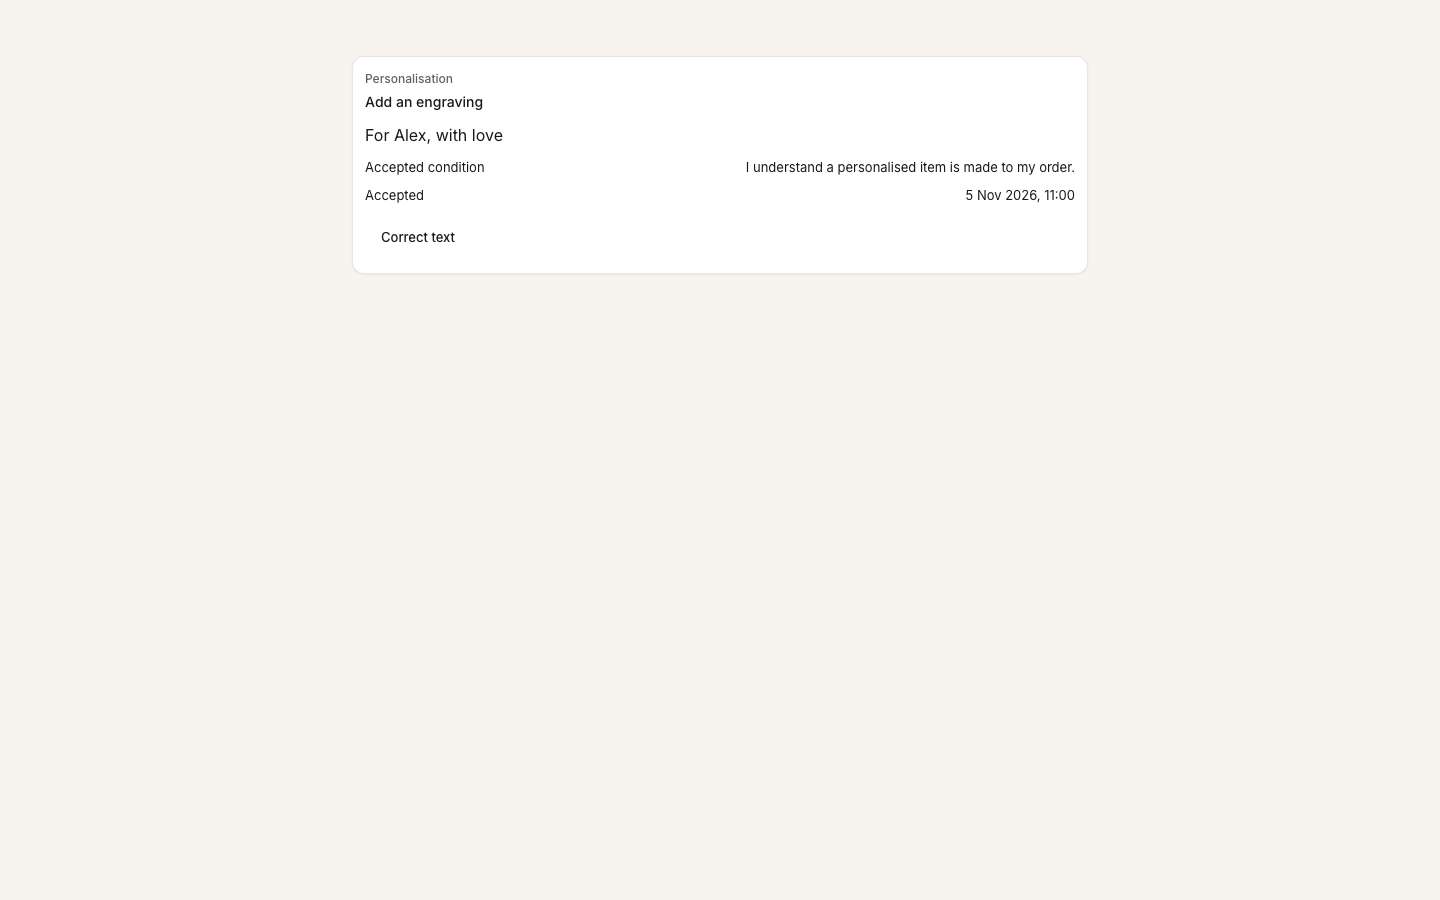 Personalisation
Add an engraving
For Alex, with love
Accepted condition I understand a personalised item is made to my order.
Accepted 5 Nov 2026, 11:00
Correct text